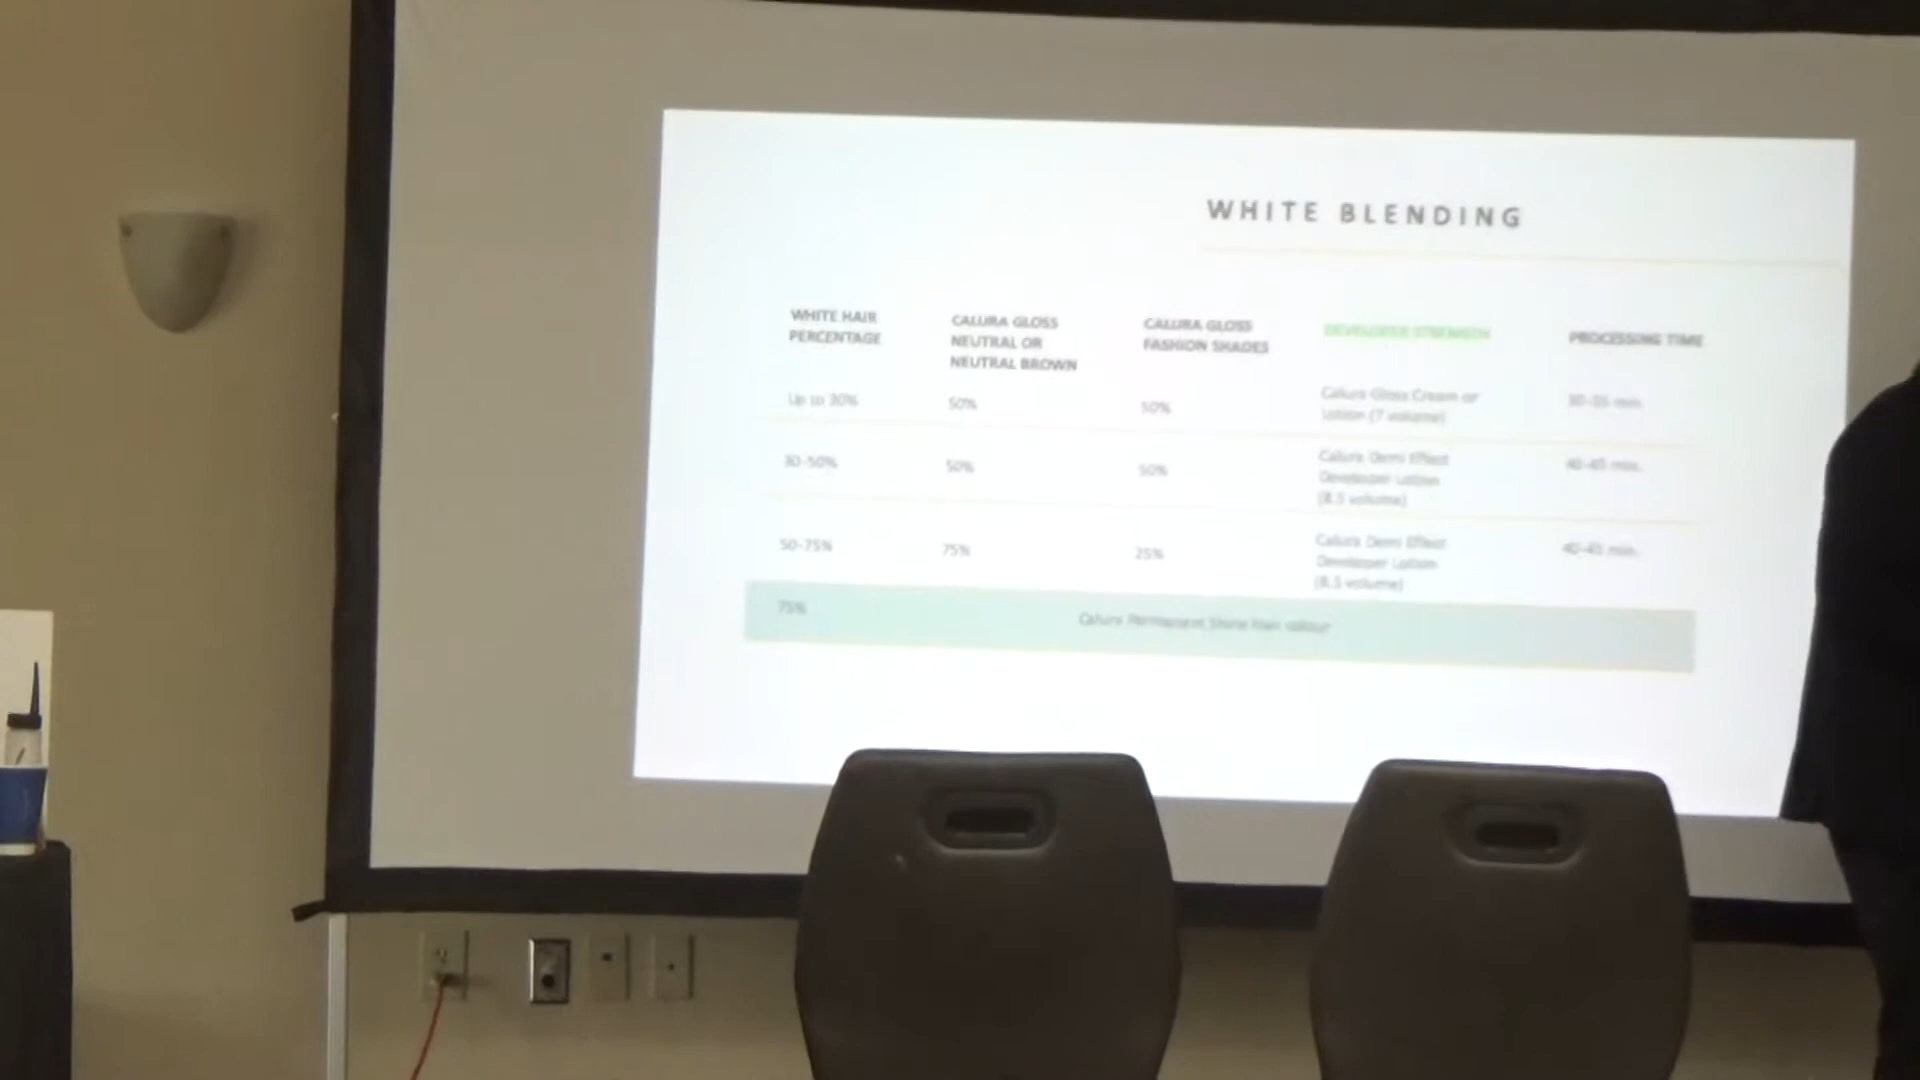 WHITE BLENDING
WHITE HAIR
PERCENTAGE
CALURA GLOSS
NEUTRAL OR
NEUTRAL BROWN
CALURA GLOSS
FASHION SHADES
DEVELOPER STRENGTH
PROCESSING TIME
Up to 30%
50%
50%
Calura Gloss Cream or
Lotion (7 volume)
min.
30-50%
50%
50%
Calura Demi Effect
Developer Lotion
(8.5 volume)
40-45 min.
50-75%
75%
25%
Calura Demi Effect
Developer Lotion
(8.5 volume)
40-45 min.
75%
Calura Permanent Shine hair colour